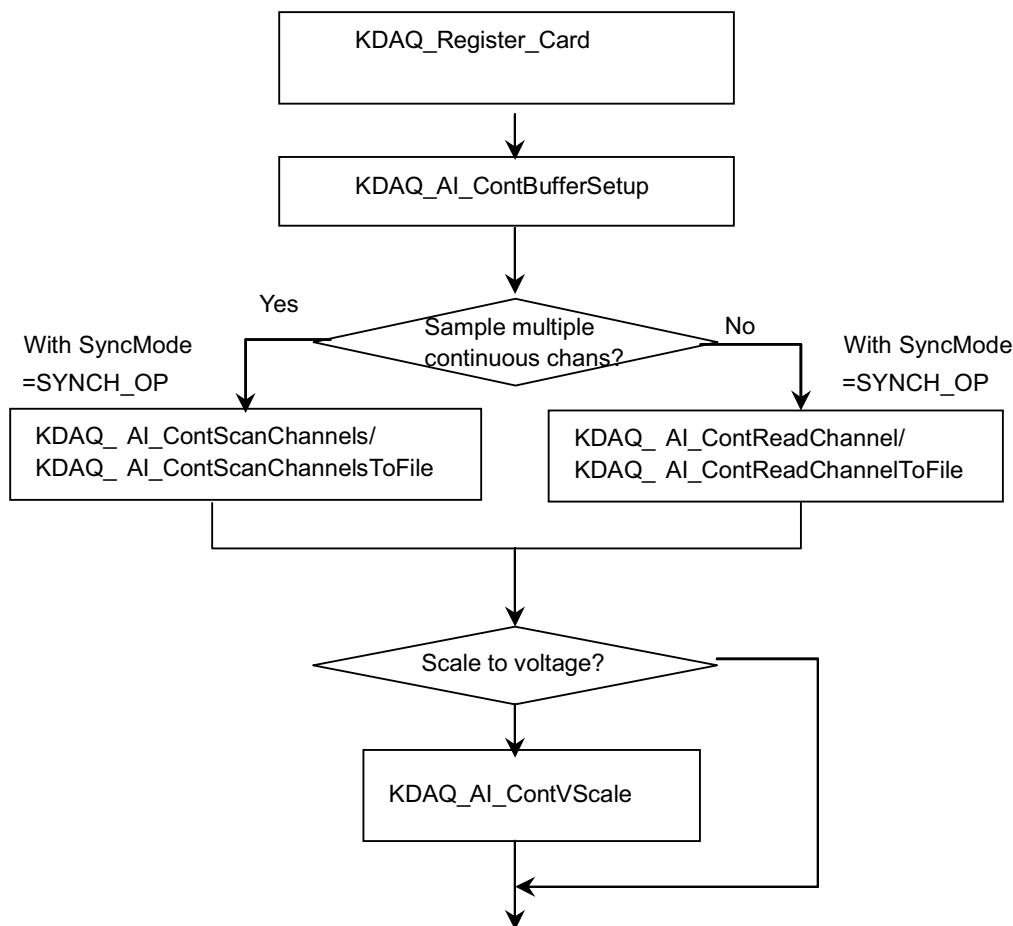 KDAQ_Register_Card
KDAQ_AI_ContBufferSetup
Yes
Sample multiple
continuous chans?
No
With SyncMode
=SYNCH_OP
With SyncMode
=SYNCH_OP
KDAQ_ AI_ContScanChannels/
KDAQ_ AI_ContScanChannelsToFile
KDAQ_ AI_ContReadChannel/
KDAQ_ AI_ContReadChannelToFile
Scale to voltage?
KDAQ_AI_ContVScale